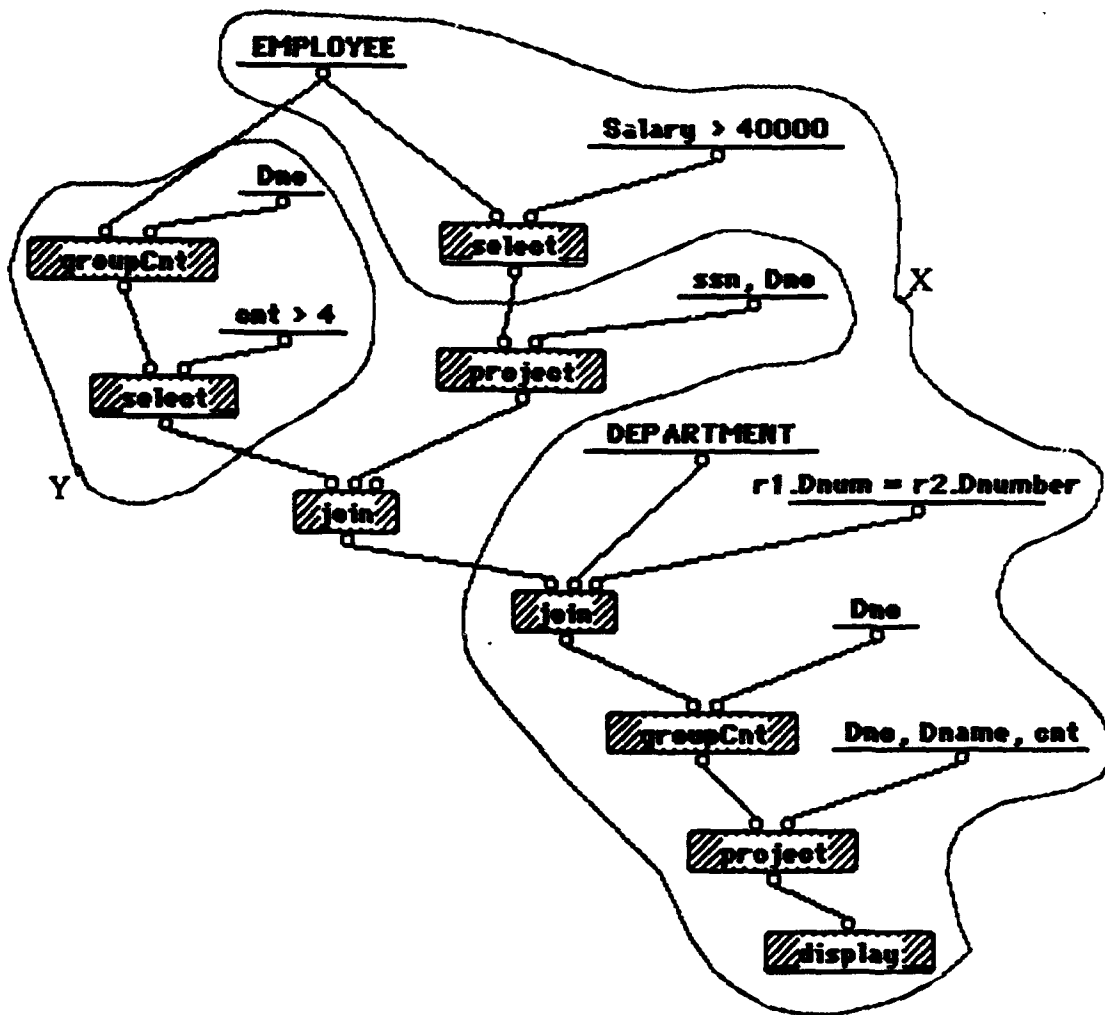 EMPLOYEE
Salary > 40000
Dno
groupCnt
select
ssn, Dno
X
cnt > 4
project
select
DEPARTMENT
Y
r1.Dnum = r2.Dnumber
join
join
Dno
groupCnt
Dno, Dname, cnt
project
display